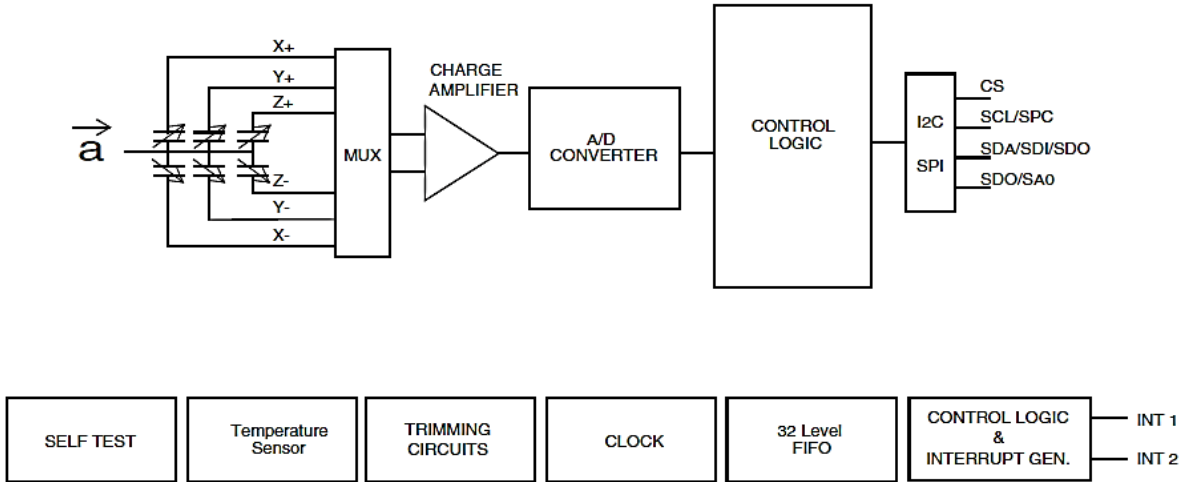 X+
Y+
Z+
a
Z-
Y-
X-
MUX
CHARGE
AMPLIFIER
A/D
CONVERTER
CONTROL
LOGIC
I2C
SPI
CS
SCL/SPC
SDA/SDI/SDO
SDO/SA0
SELF TEST
Temperature
Sensor
TRIMMING
CIRCUITS
CLOCK
32 Level
FIFO
CONTROL LOGIC
&
INTERRUPT GEN.
INT 1
INT 2